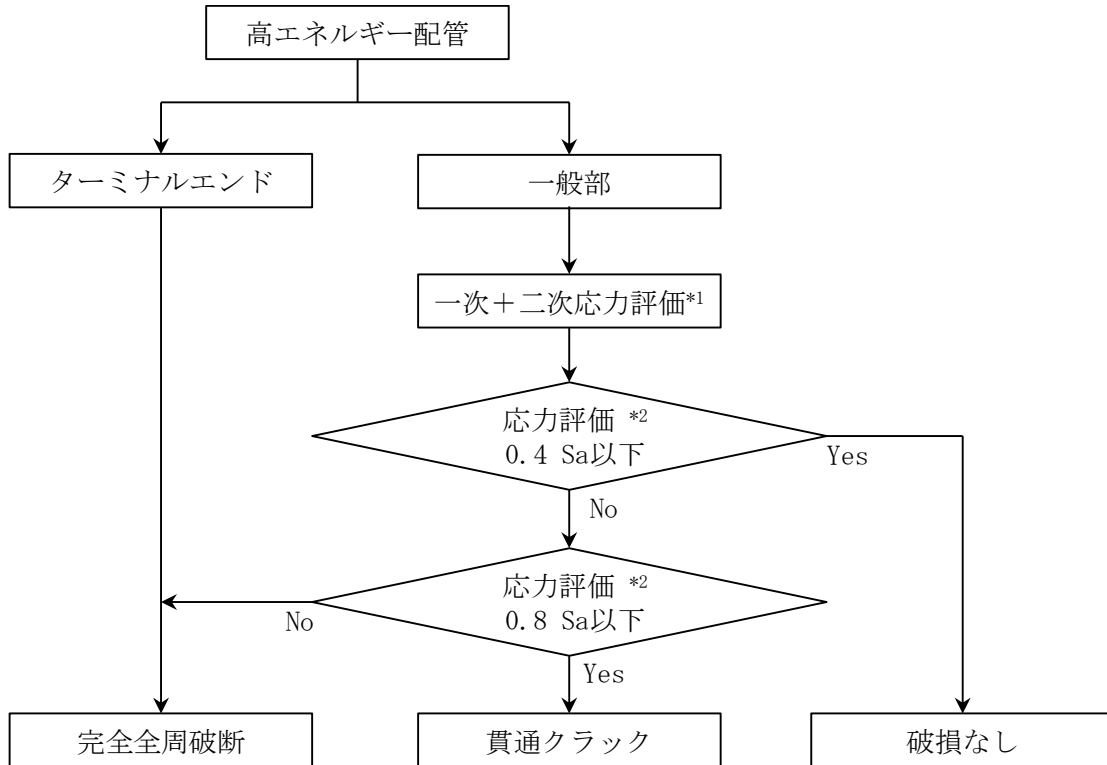 高エネルギー配管
ターミナルエンド
一般部
一次＋二次応力評価*1
応力評価 *2
0.4 Sa以下
Yes
No
応力評価 *2
0.8 Sa以下
No
Yes
完全全周破断
貫通クラック
破損なし